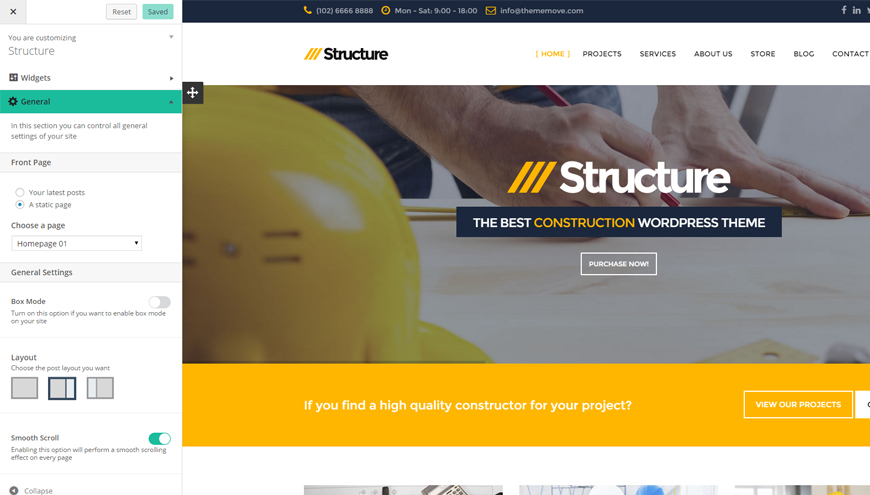 Reset
Saved
You are customizing
Structure
Widgets
General
In this section you can control all general
settings of your site
Front Page
Your latest posts
A static page
Choose a page
Homepage 01
General Settings
Box Mode
Turn on this option if you want to enable box mode
on your site
Layout
Choose the post layout you want
Smooth Scroll
Enabling this option will perform a smooth scrolling
effect on every page
Collapse
(102) 6666 8888 Mon - Sat: 9:00 - 18:00 info@thememove.com
Structure
[ HOME ] PROJECTS SERVICES ABOUT US STORE BLOG CONTACT
Structure
THE BEST CONSTRUCTION WORDPRESS THEME
PURCHASE NOW!
If you find a high quality constructor for your project?
VIEW OUR PROJECTS